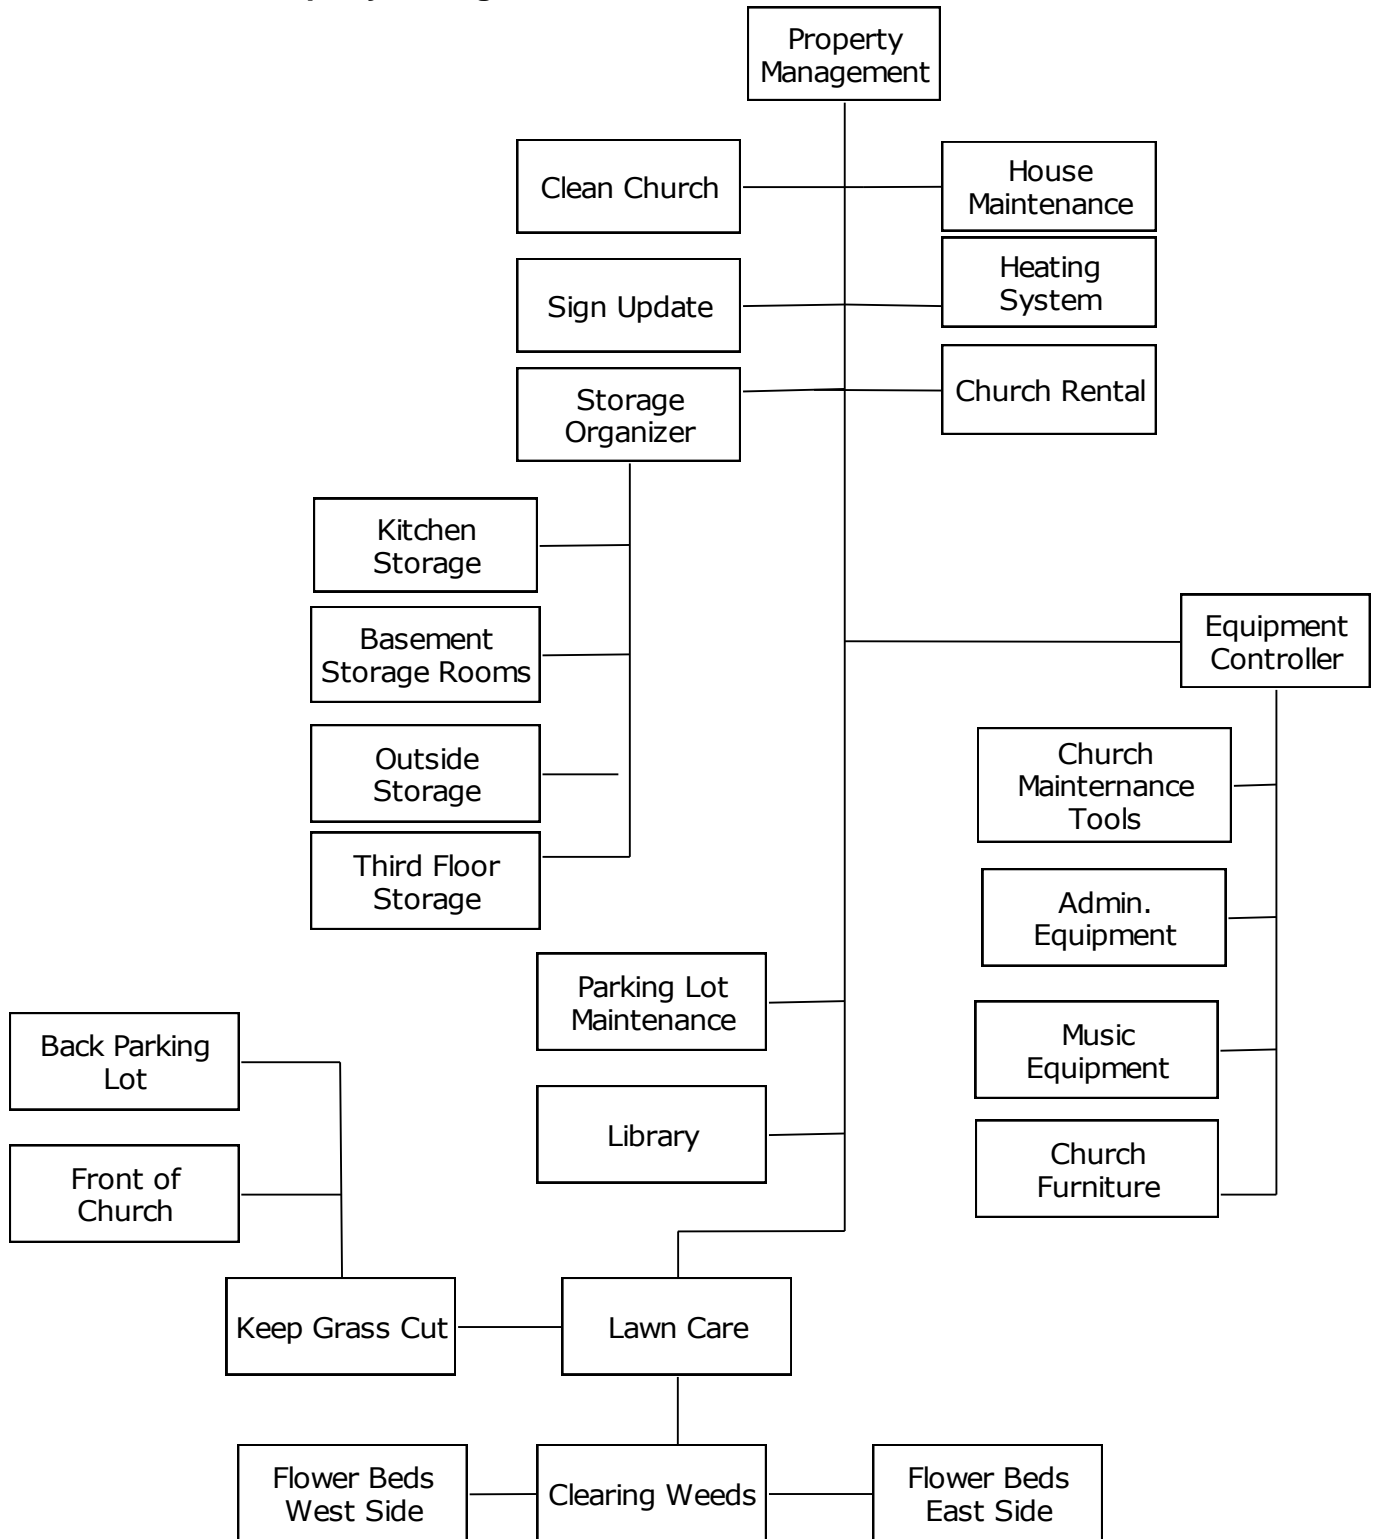 Property
Management
Clean Church
House
Maintenance
Sign Update
Heating
System
Storage
Organizer
Church Rental
Kitchen
Storage
Basement
Storage Rooms
Equipment
Controller
Outside
Storage
Church
Mainternance
Tools
Third Floor
Storage
Admin.
Equipment
Parking Lot
Maintenance
Back Parking
Lot
Music
Equipment
Library
Front of
Church
Church
Furniture
Keep Grass Cut
Lawn Care
Flower Beds
West Side
Clearing Weeds
Flower Beds
East Side